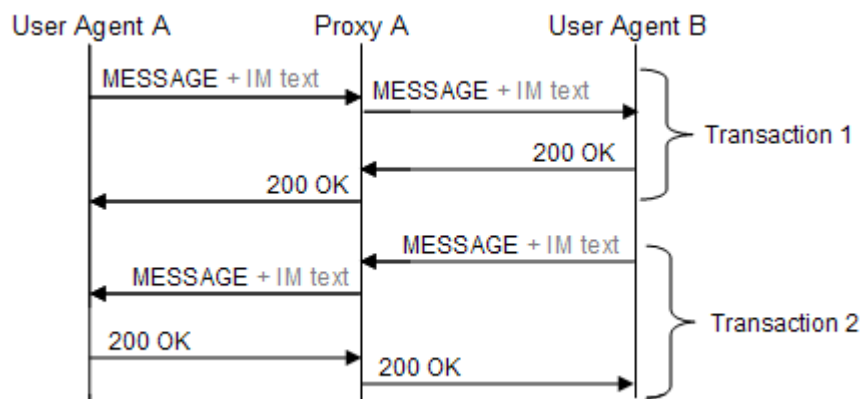 User Agent A Proxy A User Agent B
MESSAGE + IM text
MESSAGE + IM text
Transaction 1
200 OK
200 OK
MESSAGE + IM text
MESSAGE + IM text
Transaction 2
200 OK
200 OK